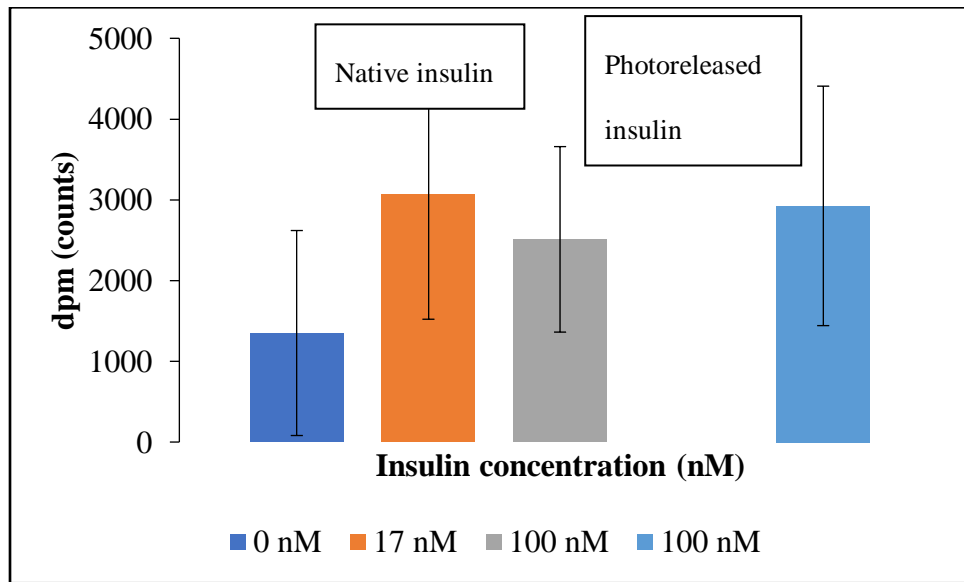 5000
4000
3000
2000
1000
0
dpm (counts)
Native insulin
Photoreleased
insulin
Insulin concentration (nM)
0 nM 17 nM 100 nM 100 nM